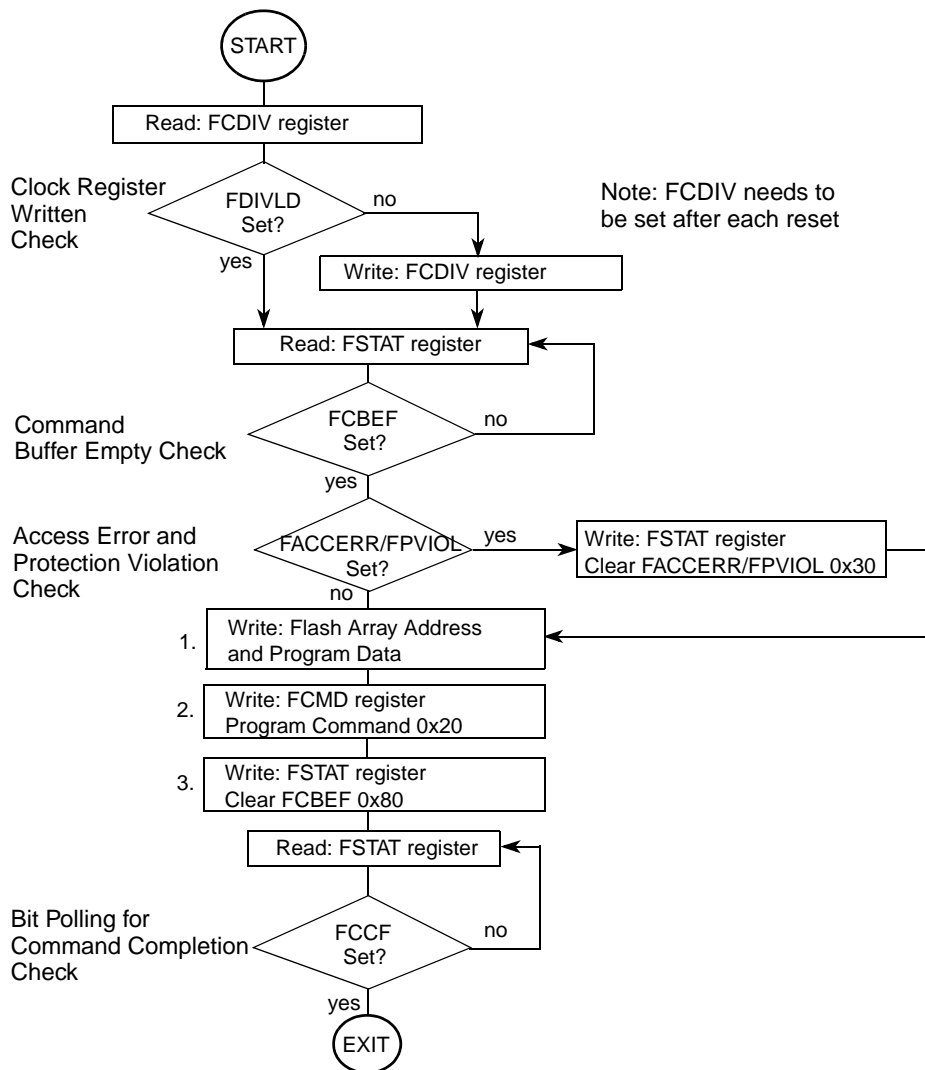 START
Read: FCDIV register
Clock Register
Written
Check
FDIVLD
Set?
no
yes
Note: FCDIV needs to
be set after each reset
Write: FCDIV register
Read: FSTAT register
Command
Buffer Empty Check
FCBEF
Set?
no
yes
Access Error and
Protection Violation
Check
FACCERR/FPVIOL
Set?
yes
no
Write: FSTAT register
Clear FACCERR/FPVIOL 0x30
1.
Write: Flash Array Address
and Program Data
2.
Write: FCMD register
Program Command 0x20
3.
Write: FSTAT register
Clear FCBEF 0x80
Read: FSTAT register
Bit Polling for
Command Completion
Check
FCCF
Set?
no
yes
EXIT